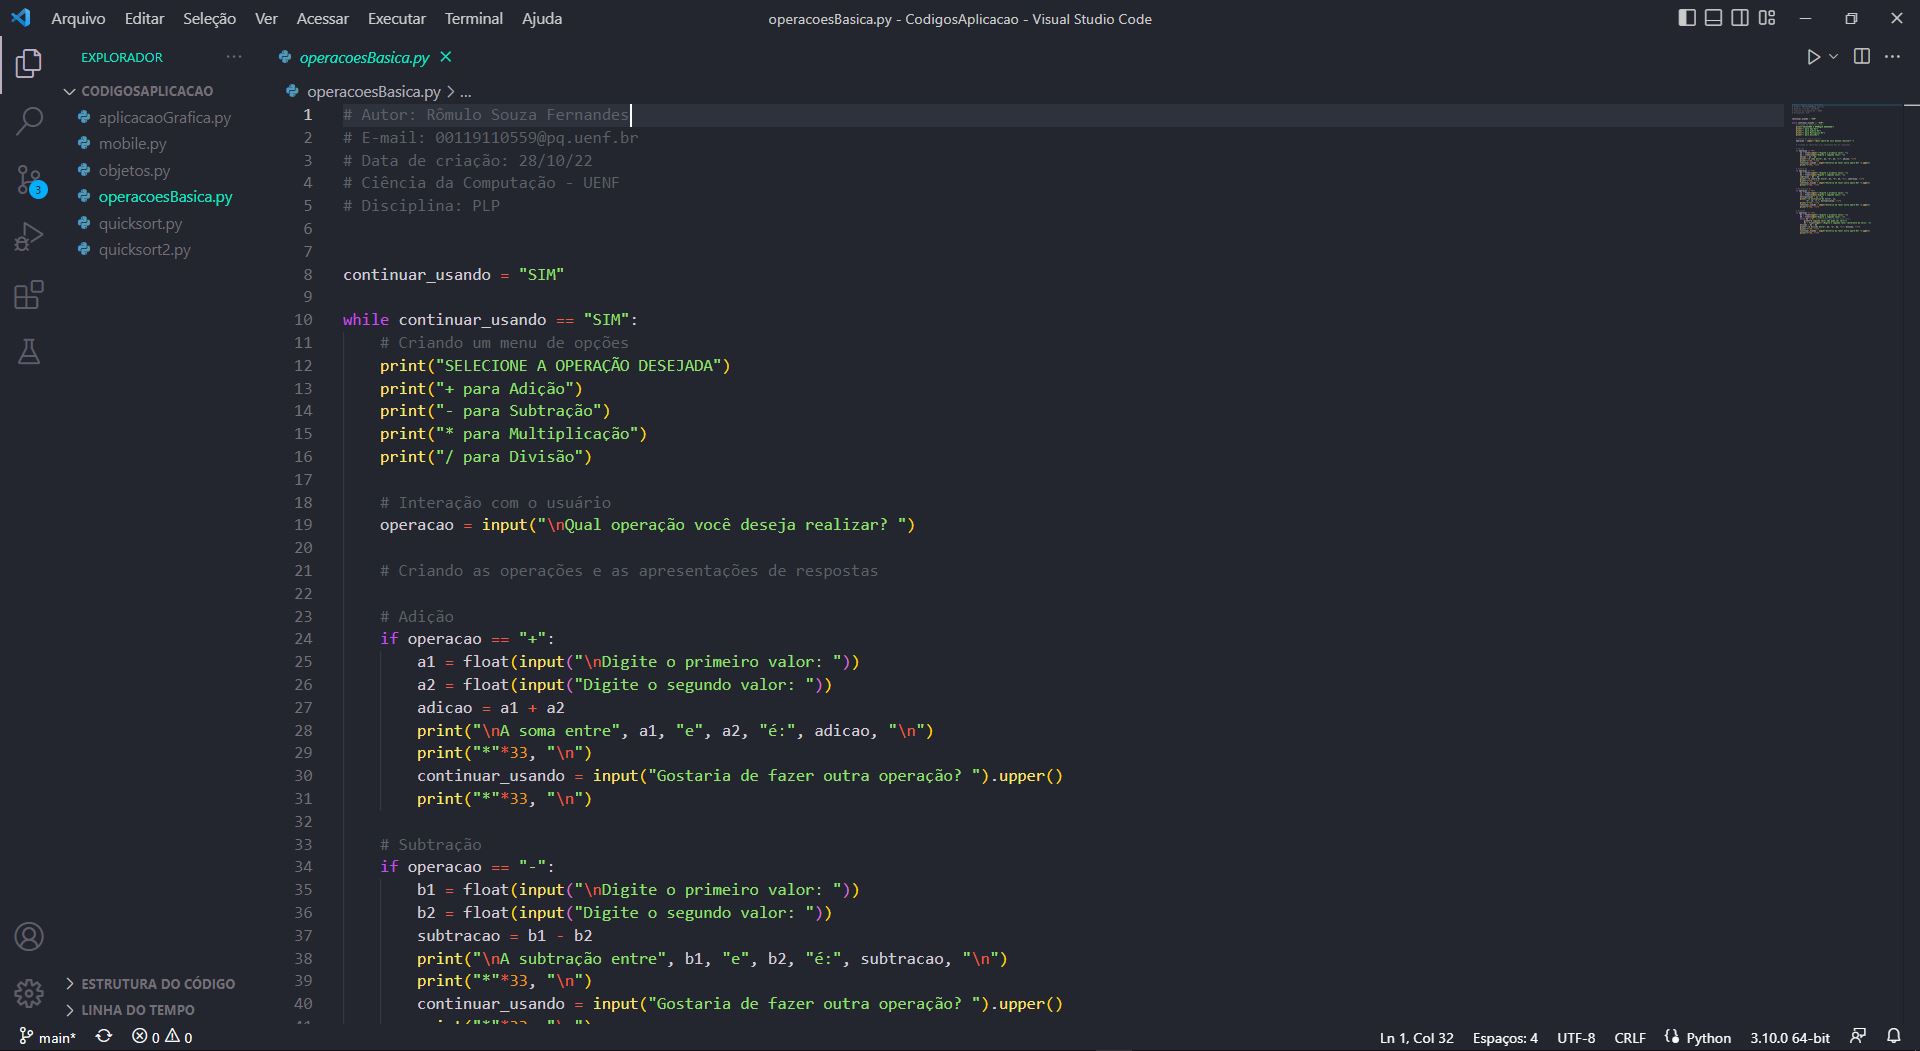 Arquivo Editar Seleção Ver Acessar Executar Terminal Ajuda
operacoesBasica.py - CodigosAplicacao - Visual Studio Code
EXPLORADOR
CODIGOSAPLICACAO
aplicacaoGrafica.py
mobile.py
objetos.py
operacoesBasica.py
quicksort.py
quicksort2.py
3
ESTRUTURA DO CÓDIGO
LINHA DO TEMPO
operacoesBasica.py
operacoesBasica.py > ...
1 # Autor: Rômulo Souza Fernandes
2 # E-mail: 00119110559@pq.uenf.br
3 # Data de criação: 28/10/22
4 # Ciência da Computação - UENF
5 # Disciplina: PLP
6
7
8 continuar_usando = "SIM"
9
10 while continuar_usando == "SIM":
11     # Criando um menu de opções
12     print("SELECIONE A OPERAÇÃO DESEJADA")
13     print("+ para Adição")
14     print("- para Subtração")
15     print("* para Multiplicação")
16     print("/ para Divisão")
17
18     # Interação com o usuário
19     operacao = input("\nQual operação você deseja realizar? ")
20
21     # Criando as operações e as apresentações de respostas
22
23     # Adição
24     if operacao == "+":
25         a1 = float(input("\nDigite o primeiro valor: "))
26         a2 = float(input("Digite o segundo valor: "))
27         adicao = a1 + a2
28         print("\nA soma entre", a1, "e", a2, "é:", adicao, "\n")
29         print("*"*33, "\n")
30         continuar_usando = input("Gostaria de fazer outra operação? ").upper()
31         print("*"*33, "\n")
32
33     # Subtração
34     if operacao == "-":
35         b1 = float(input("\nDigite o primeiro valor: "))
36         b2 = float(input("Digite o segundo valor: "))
37         subtracao = b1 - b2
38         print("\nA subtração entre", b1, "e", b2, "é:", subtracao, "\n")
39         print("*"*33, "\n")
40         continuar_usando = input("Gostaria de fazer outra operação? ").upper()
main* 0 0
Ln 1, Col 32 Espaços: 4 UTF-8 CRLF Python 3.10.0 64-bit